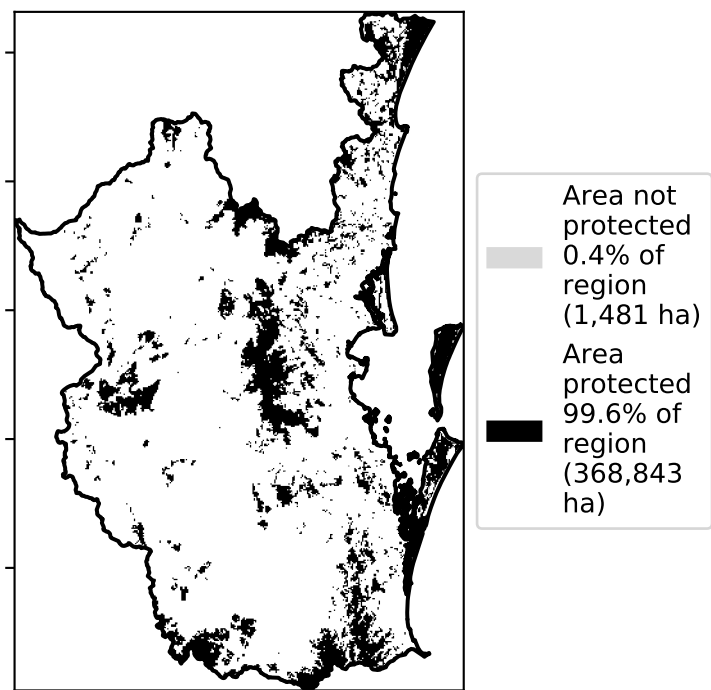 Area not
protected
0.4% of
region
(1,481 ha)
Area
protected
99.6% of
region
(368,843
ha)